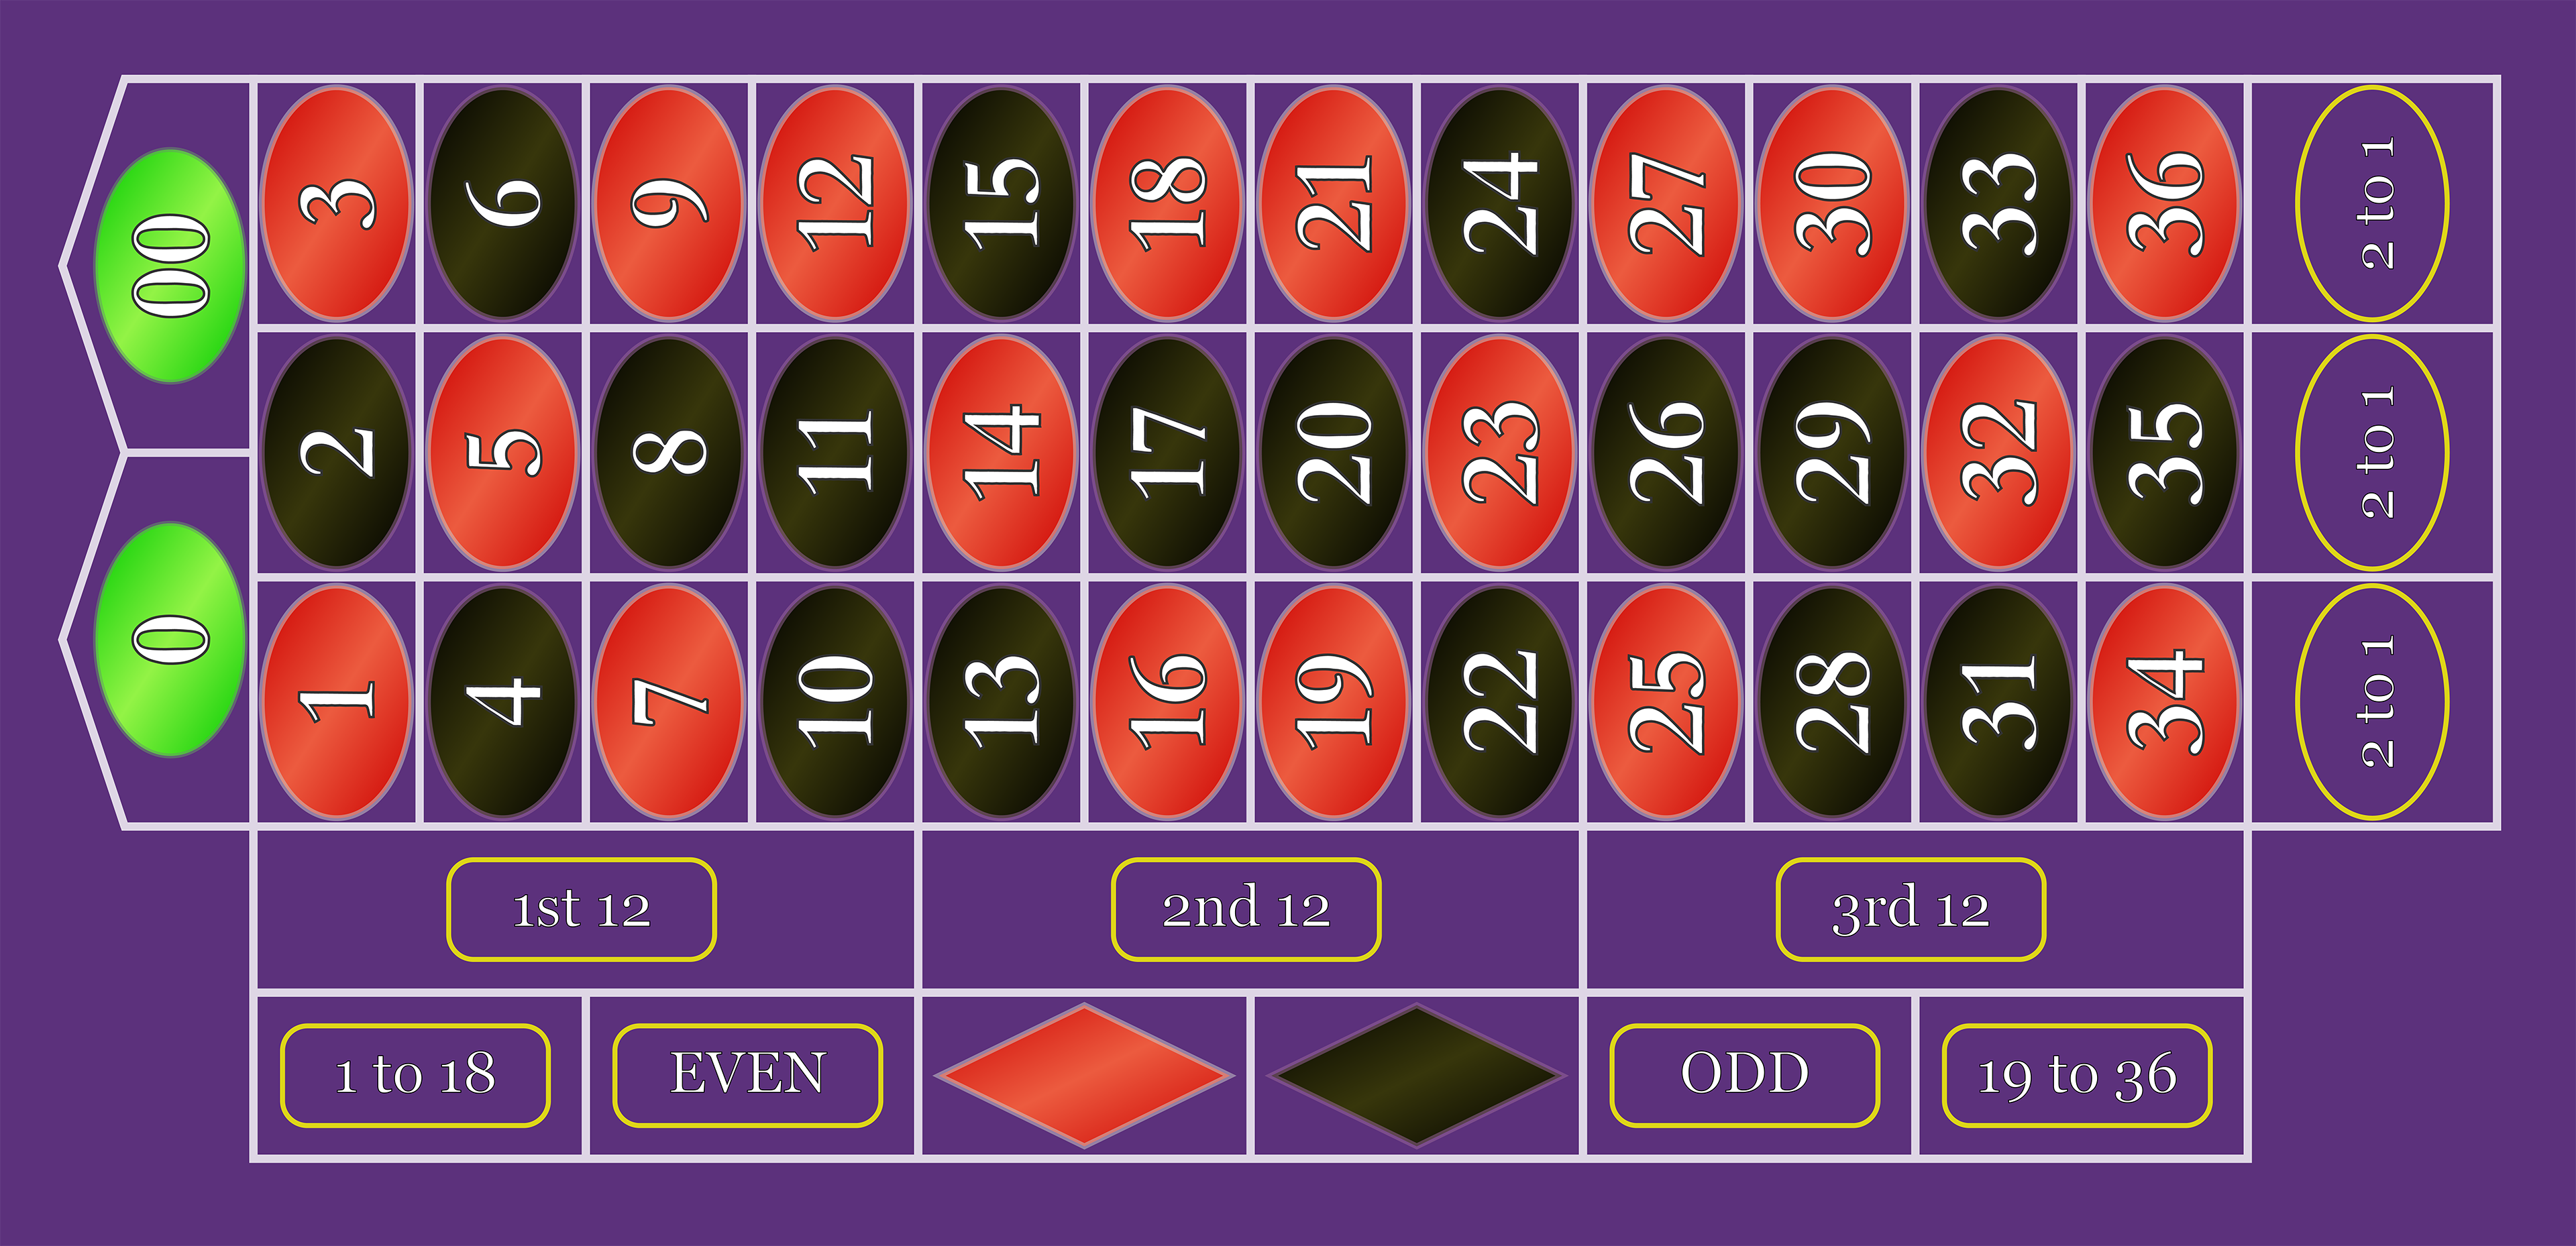 00 3 6 9 12 15 18 21 24 27 30 33 36 2 to 1
2 5 8 11 14 17 20 23 26 29 32 35 2 to 1
0 1 4 7 10 13 16 19 22 25 28 31 34 2 to 1
1st 12 2nd 12 3rd 12
1 to 18 EVEN ODD 19 to 36